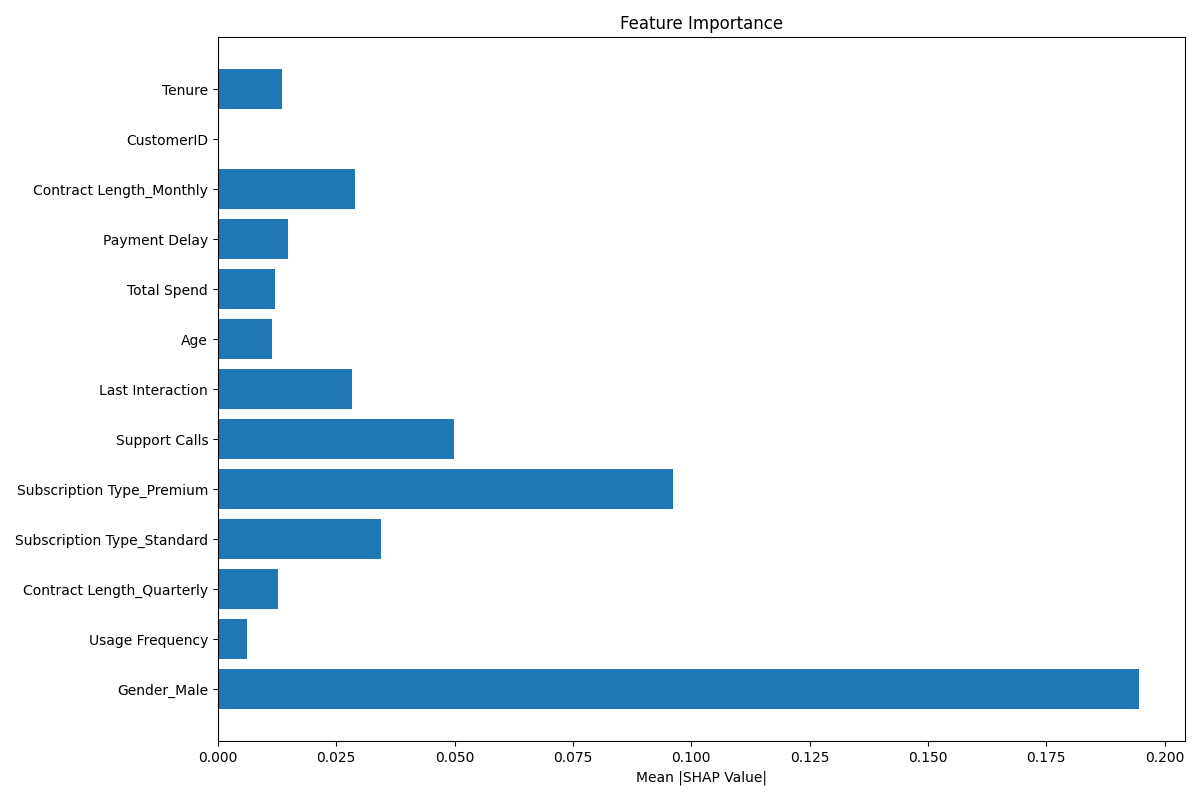 Feature Importance
Tenure
CustomerID
Contract Length_Monthly
Payment Delay
Total Spend
Age
Last Interaction
Support Calls
Subscription Type_Premium
Subscription Type_Standard
Contract Length_Quarterly
Usage Frequency
Gender_Male
0.000 0.025 0.050 0.075 0.100 0.125 0.150 0.175 0.200
Mean |SHAP Value|